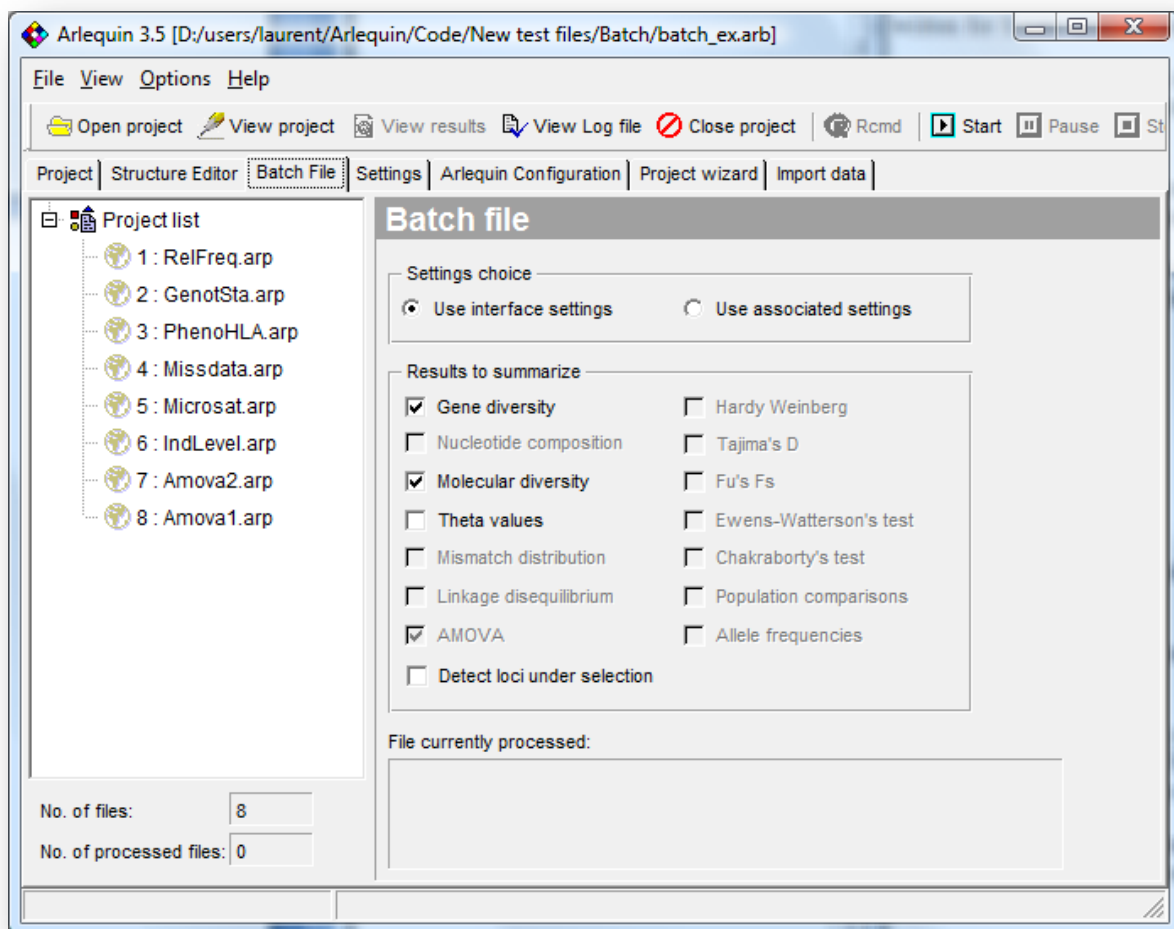 Arlequin 3.5 [D:/users/laurent/Arlequin/Code/New test files/Batch/batch_ex.arb]
File View Options Help
Open project View project View results View Log file Close project Rcmd Start Pause St
Project Structure Editor Batch File Settings Arlequin Configuration Project wizard Import data
Project list
1 : RelFreq.arp
2 : GenotSta.arp
3 : PhenoHLA.arp
4 : Missdata.arp
5 : Microsat.arp
6 : IndLevel.arp
7 : Amova2.arp
8 : Amova1.arp
No. of files: 8
No. of processed files: 0
Batch file
Settings choice
Use interface settings Use associated settings
Results to summarize
Gene diversity Hardy Weinberg
Nucleotide composition Tajima's D
Molecular diversity Fu's Fs
Theta values Ewens-Watterson's test
Mismatch distribution Chakraborty's test
Linkage disequilibrium Population comparisons
AMOVA Allele frequencies
Detect loci under selection
File currently processed: